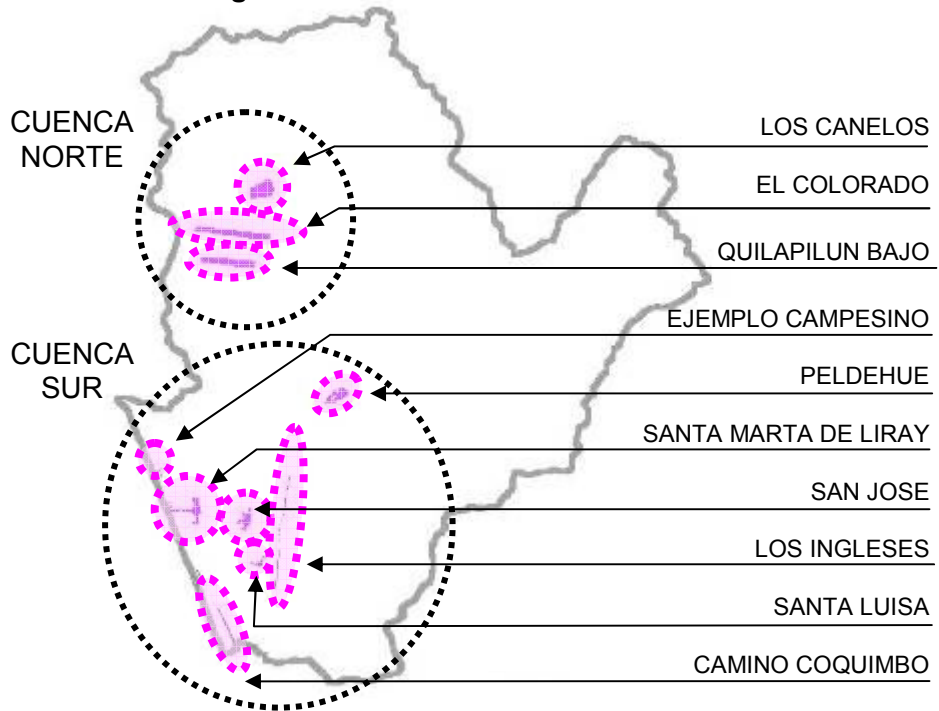 CUENCA
NORTE
LOS CANELOS
EL COLORADO
QUILAPILUN BAJO
EJEMPLO CAMPESINO
CUENCA
SUR
PELDEHUE
SANTA MARTA DE LIRAY
SAN JOSE
LOS INGLESES
SANTA LUISA
CAMINO COQUIMBO